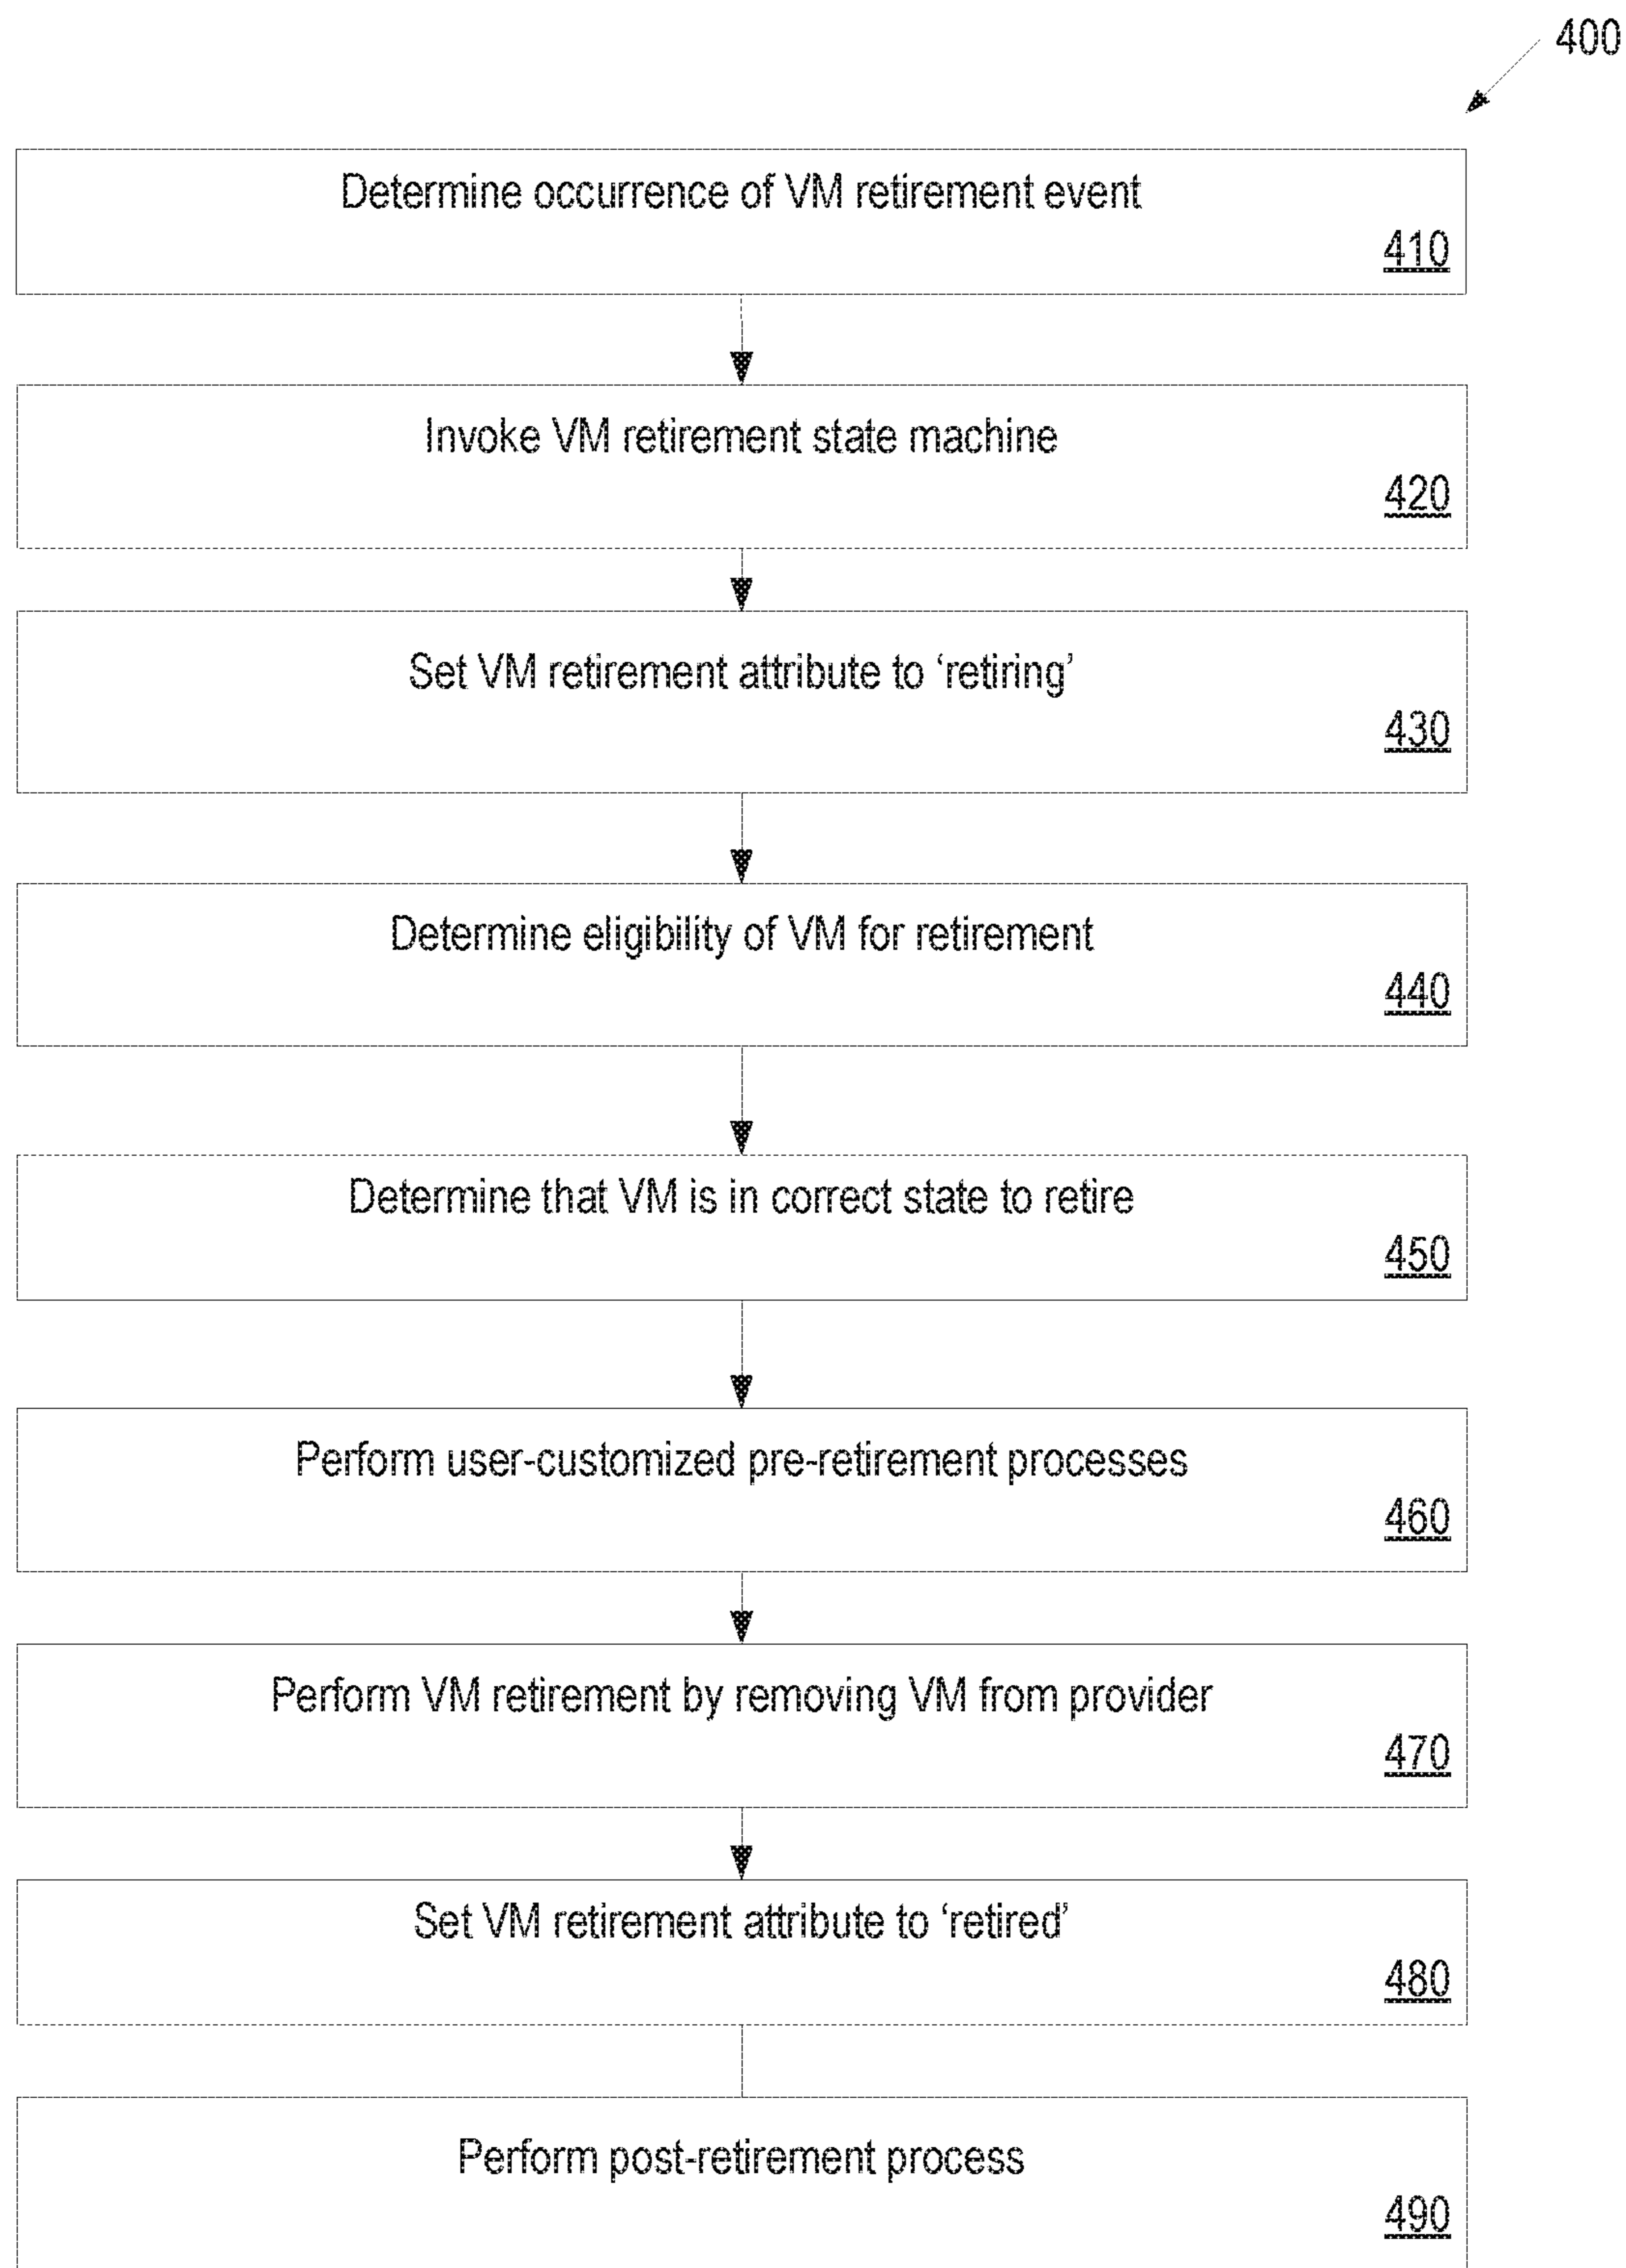 400
Determine occurrence of VM retirement event
410
Invoke VM retirement state machine
420
Set VM retirement attribute to ‘retiring’
430
Determine eligibility of VM for retirement
440
Determine that VM is in correct state to retire
450
Perform user-customized pre-retirement processes
460
Perform VM retirement by removing VM from provider
470
Set VM retirement attribute to ‘retired’
480
Perform post-retirement process
490